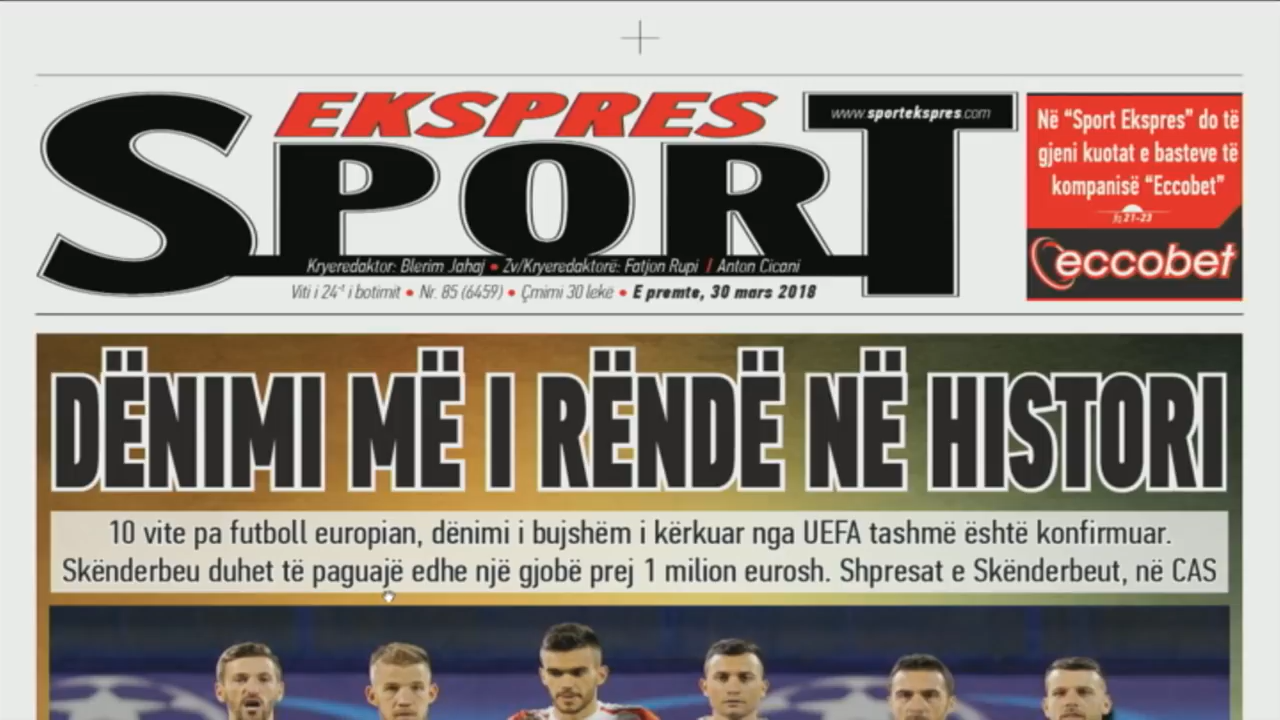 EKSPRES
SPORT
www.sportekspres.com
Kryeredaktor: Blerim Jahaj • Zv/Kryeredaktorë: Fatjon Rupi / Anton Cicani
Viti i 24-t i botimit • Nr. 85 (6459) • Çmimi 30 lekë • E premte, 30 mars 2018
Në “Sport Ekspres” do të
gjeni kuotat e basteve të
kompanisë “Eccobet”
fq 21-23
eccobet
DËNIMI MË I RËNDË NË HISTORI
10 vite pa futboll europian, dënimi i bujshëm i kërkuar nga UEFA tashmë është konfirmuar.
Skënderbeu duhet të paguajë edhe një gjobë prej 1 milion eurosh. Shpresat e Skënderbeut, në CAS